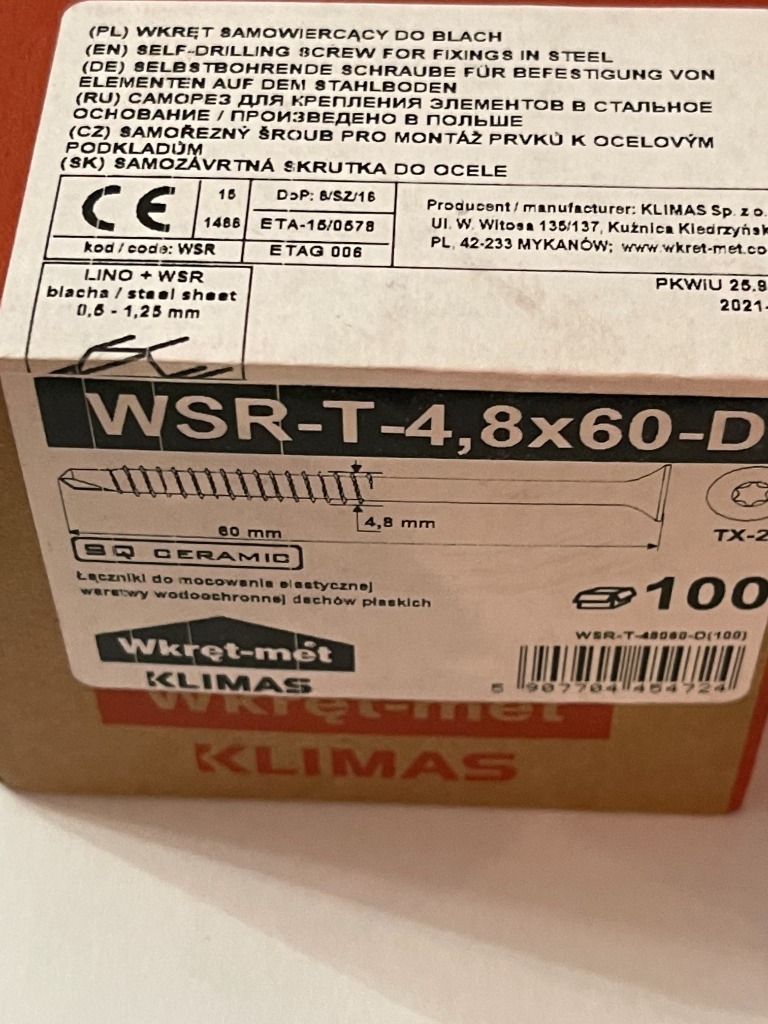 (PL) WKRĘT SAMOWIERCĄCY DO BLACH
(EN) SELF-DRILLING SCREW FOR FIXINGS IN STEEL
(DE) SELBSTBOHRENDE SCHRAUBE FÜR BEFESTIGUNG VON
ELEMENTEN AUF DEM STAHLBODEN
(RU) САМОРЕЗ ДЛЯ КРЕПЛЕНИЯ ЭЛЕМЕНТОВ В СТАЛЬНОЕ
ОСНОВАНИЕ / ПРОИЗВЕДЕНО В ПОЛЬШЕ
(CZ) SAMOŘEZNÝ ŠROUB PRO MONTÁŽ PRVKŮ K OCELOVÝM
PODKLADŮM
(SK) SAMOZÁVRTNÁ SKRUTKA DO OCELE
CE
15
1488
DoP: 8/SZ/16
ETA-15/0578
kod / code: WSR
ETAG 006
Producent / manufacturer: KLIMAS Sp. z o.
Ul. W. Witosa 135/137, Kuźnica Kiedrzyńsk
PL, 42-233 MYKANÓW; www.wkret-met.co
LINO + WSR
blacha / steel sheet
0,5 - 1,25 mm
PKWiU 25.9
2021-
WSR-T-4,8x60-D
4,8 mm
60 mm
TX-2
SQ CERAMIC
Łączniki do mocowania elastycznej
warstwy wodoochronnej dachów płaskich
100
WSR-T-48060-D(100)
Wkręt-mét
KLIMAS
5 907704 454724
Wkręt-mét
KLIMAS